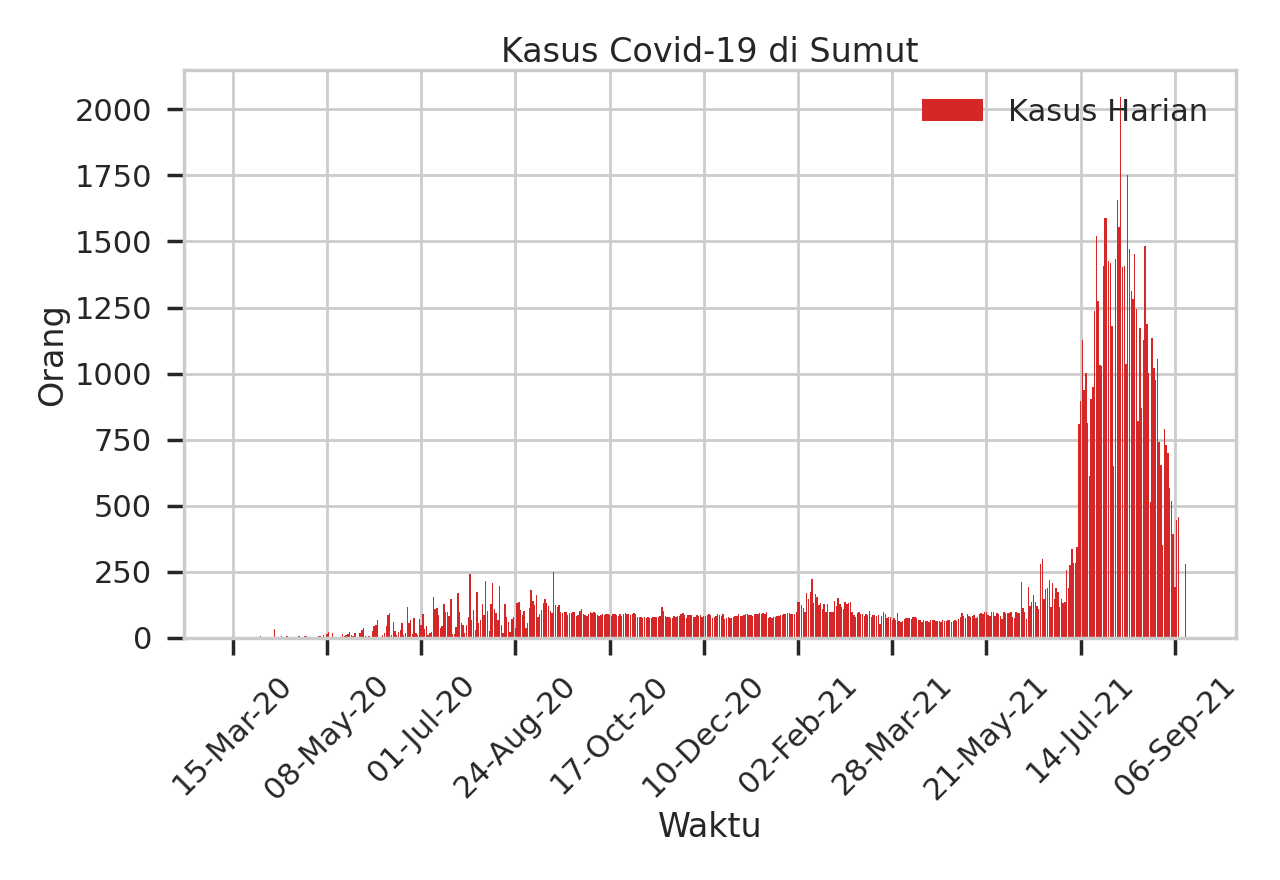 Kasus Covid-19 di Sumut
Kasus Harian
Orang
2000
1750
1500
1250
1000
750
500
250
0
15-Mar-20
08-May-20
01-Jul-20
24-Aug-20
17-Oct-20
10-Dec-20
02-Feb-21
28-Mar-21
21-May-21
14-Jul-21
06-Sep-21
Waktu